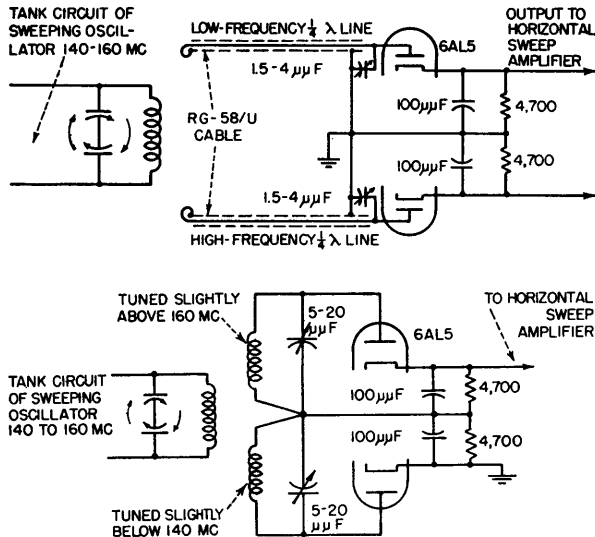 TANK CIRCUIT OF
SWEEPING OSCIL-
LATOR 140-160 MC
LOW-FREQUENCY 1/4 λ LINE
1.5-4 μμF
RG-58/U
CABLE
1.5-4 μμF
HIGH-FREQUENCY 1/4 λ LINE
6AL5
OUTPUT TO
HORIZONTAL
SWEEP
AMPLIFIER
100μμF
4,700
100μμF
4,700
TUNED SLIGHTLY
ABOVE 160 MC
5-20
μμF
6AL5
TO HORIZONTAL
SWEEP
AMPLIFIER
TANK CIRCUIT
OF SWEEPING
OSCILLATOR
140 TO 160 MC
100μμF
4,700
100μμF
4,700
TUNED SLIGHTLY
BELOW 140 MC
5-20
μμF